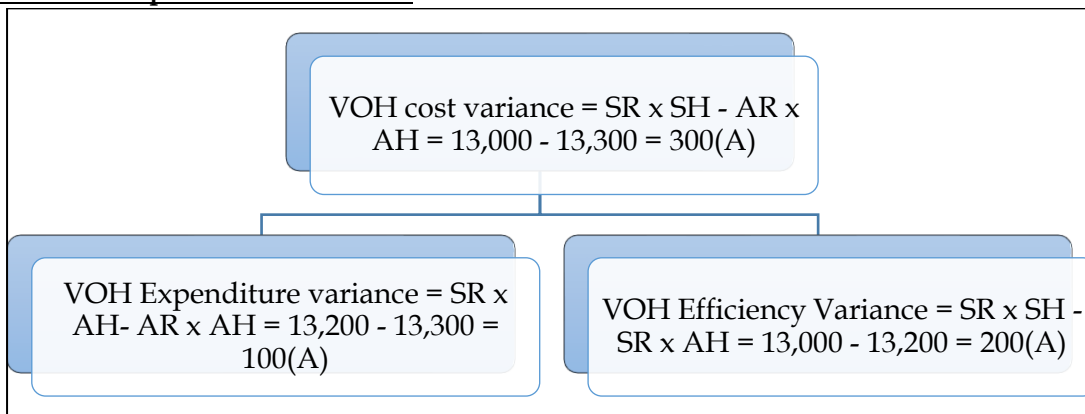 VOH cost variance = SR x SH - AR x
AH = 13,000 - 13,300 = 300(A)
VOH Expenditure variance = SR x
AH- AR x AH = 13,200 - 13,300 =
100(A)
VOH Efficiency Variance = SR x SH -
SR x AH = 13,000 - 13,200 = 200(A)